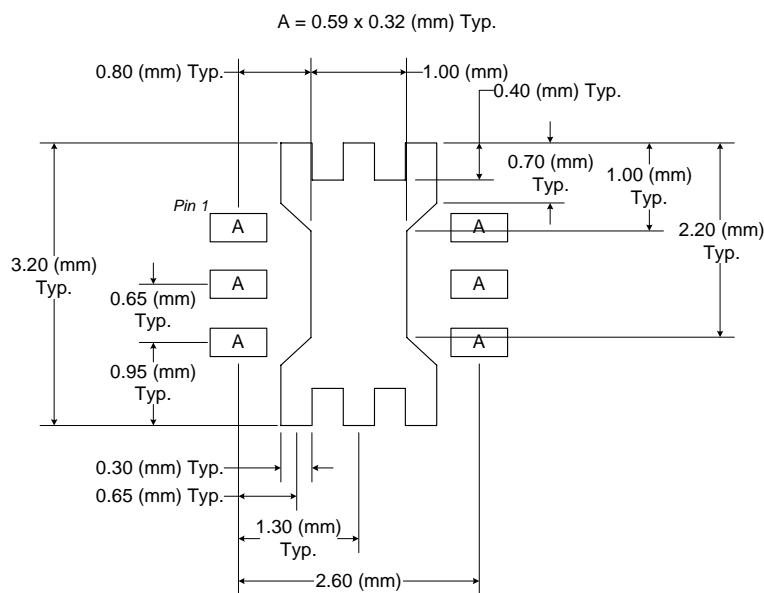 A = 0.59 x 0.32 (mm) Typ.
0.80 (mm) Typ.
1.00 (mm)
0.40 (mm) Typ.
0.70 (mm)
Typ.
1.00 (mm)
Typ.
2.20 (mm)
Typ.
Pin 1
A
A
3.20 (mm)
Typ.
A
A
0.65 (mm)
Typ.
A
A
0.95 (mm)
Typ.
0.30 (mm) Typ.
0.65 (mm) Typ.
1.30 (mm)
Typ.
2.60 (mm)